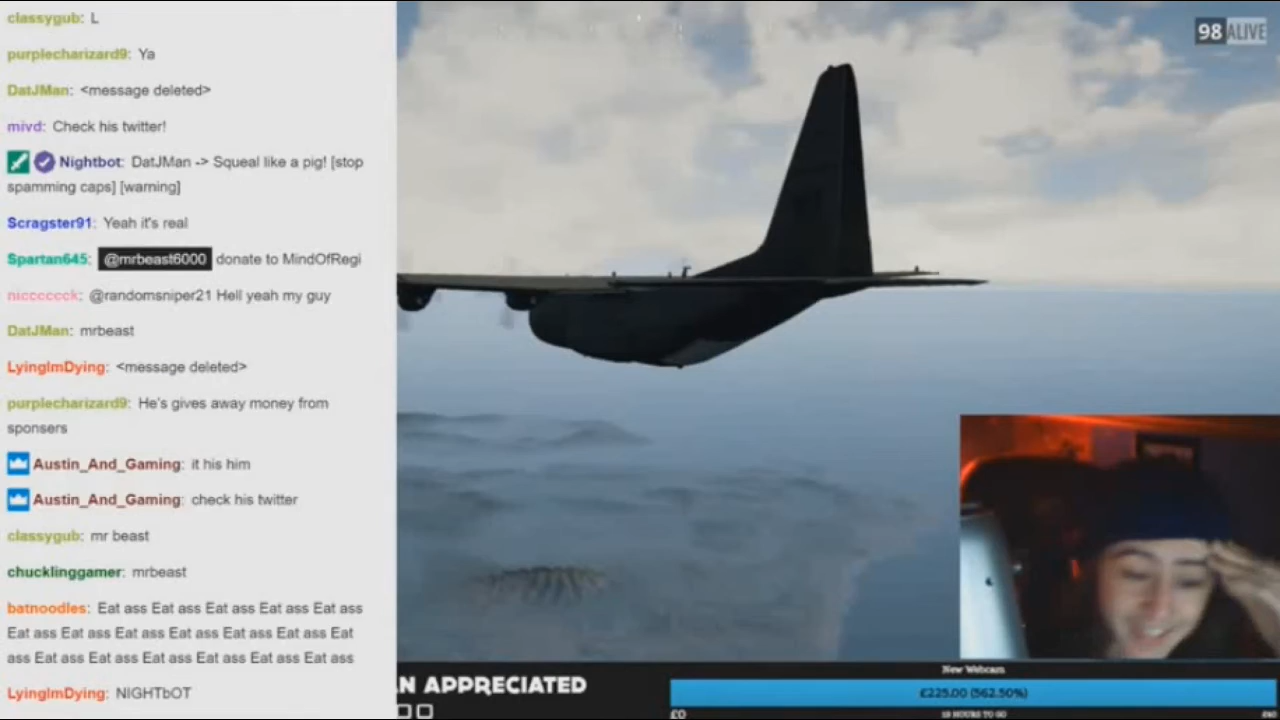 classygub: L
purplecharizard9: Ya
DatJMan: <message deleted>
mivd: Check his twitter!
Nightbot: DatJMan -> Squeal like a pig! [stop
spamming caps] [warning]
Scragster91: Yeah it's real
Spartan645: @mrbeast6000 donate to MindOfRegi
niccccccck: @randomsniper21 Hell yeah my guy
DatJMan: mrbeast
LyingImDying: <message deleted>
purplecharizard9: He's gives away money from
sponsers
Austin_And_Gaming: it his him
Austin_And_Gaming: check his twitter
classygub: mr beast
chucklinggamer: mrbeast
batnoodles: Eat ass Eat ass Eat ass Eat ass Eat ass
Eat ass Eat ass Eat ass Eat ass Eat ass Eat Eat
ass Eat ass Eat ass Eat ass Eat ass Eat ass
LyingImDying: NIGHTbOT
98 ALIVE
N APPRECIATED
New Webcam
£225.00 (562.50%)
£0